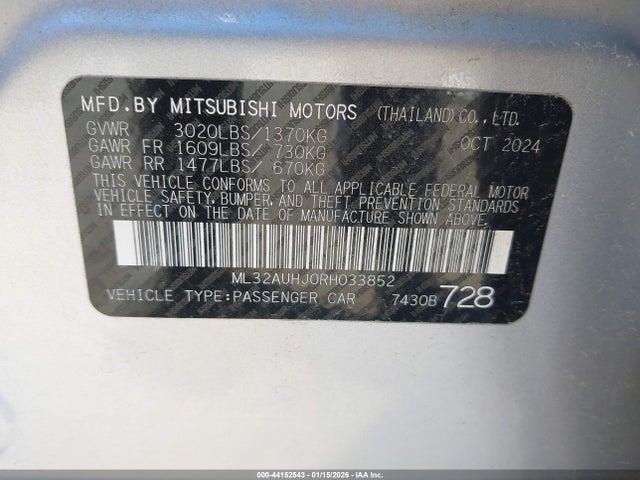 MFD.BY MITSUBISHI MOTORS (THAILAND)CO.,LTD.
GVWR 3020LBS/1370KG OCT 2024
GAWR FR 1609LBS/ 730KG
GAWR RR 1477LBS/ 670KG
THIS VEHICLE CONFORMS TO ALL APPLICABLE FEDERAL MOTOR
VEHICLE SAFETY, BUMPER, AND THEFT PREVENTION STANDARDS
IN EFFECT ON THE DATE OF MANUFACTURE SHOWN ABOVE.
ML32AUHJ0RH033852
VEHICLE TYPE:PASSENGER CAR 7430B 728
000-44152543 - 01/15/2026 - IAAI.CA